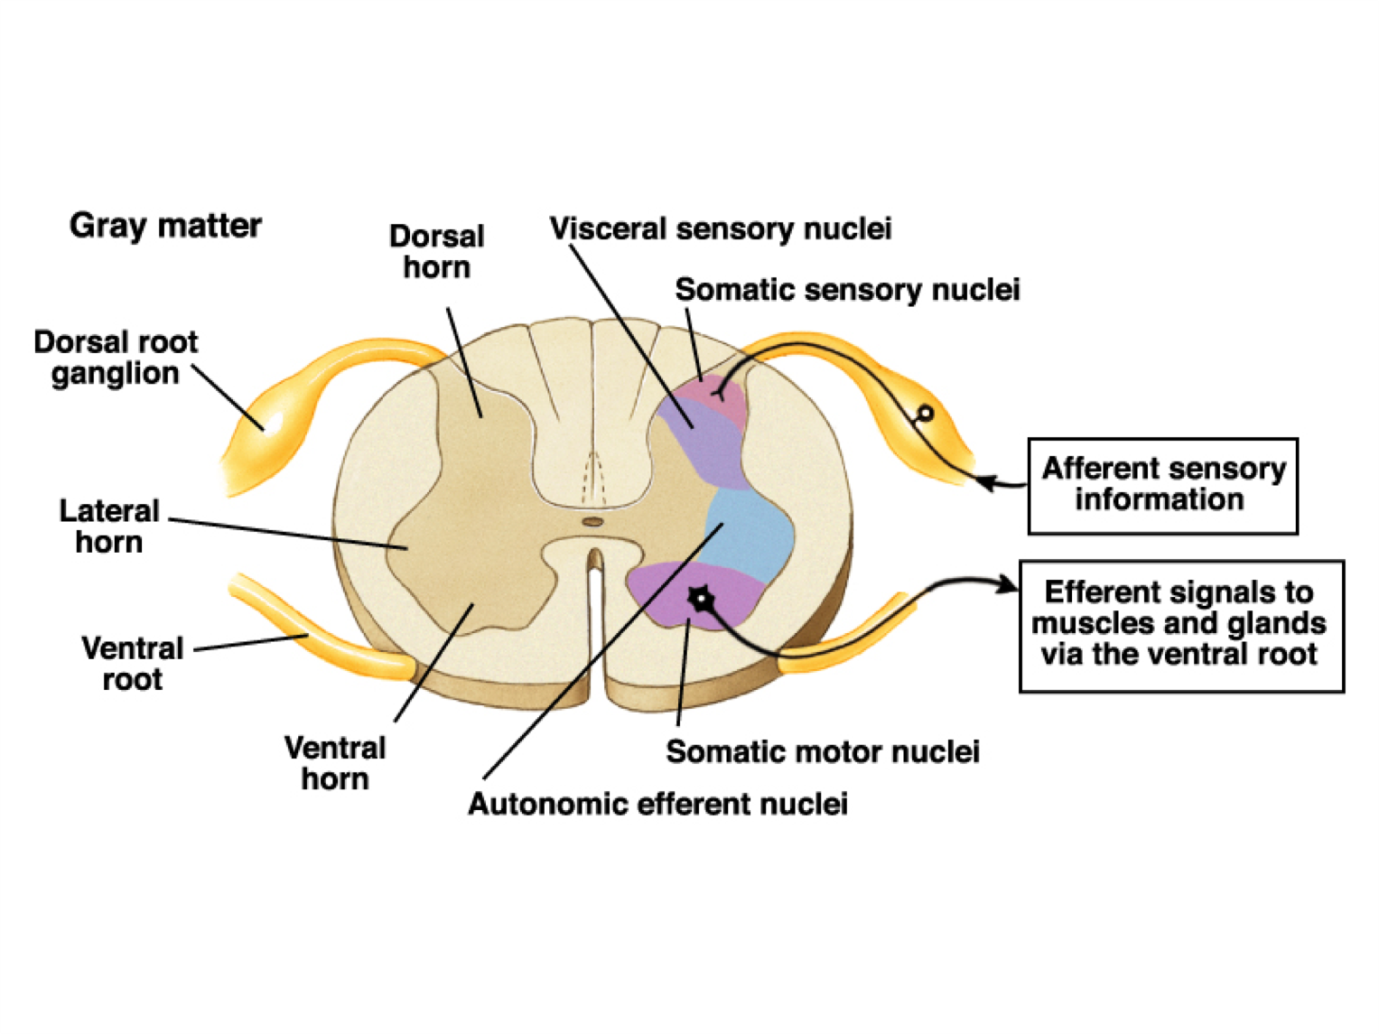 Gray matter
Dorsal
horn
Visceral sensory nuclei
Somatic sensory nuclei
Dorsal root
ganglion
Afferent sensory
information
Lateral
horn
Efferent signals to
muscles and glands
via the ventral root
Ventral
root
Ventral
horn
Somatic motor nuclei
Autonomic efferent nuclei